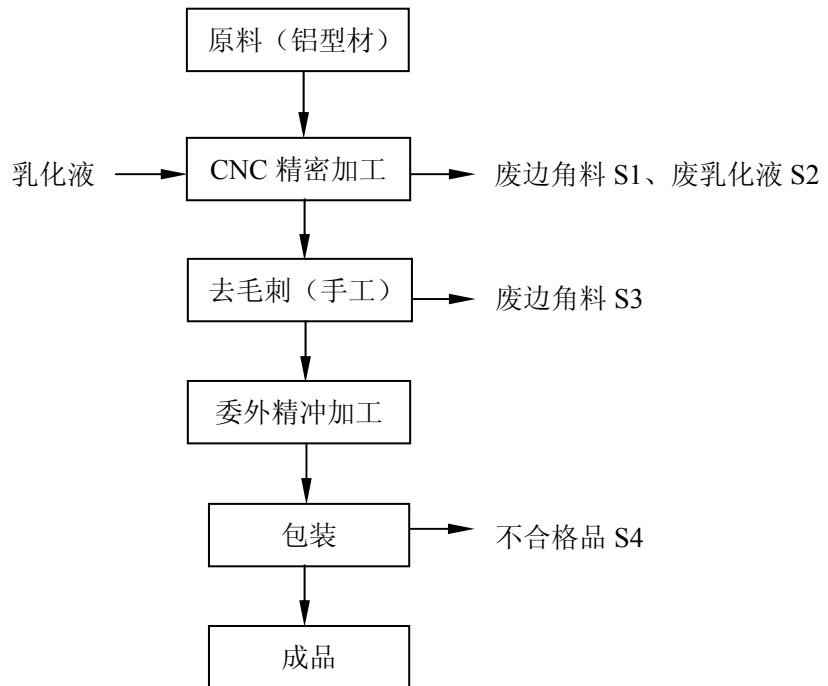 原料（铝型材）
乳化液
CNC 精密加工
废边角料 S1、废乳化液 S2
去毛刺（手工）
废边角料 S3
委外精冲加工
包装
不合格品 S4
成品